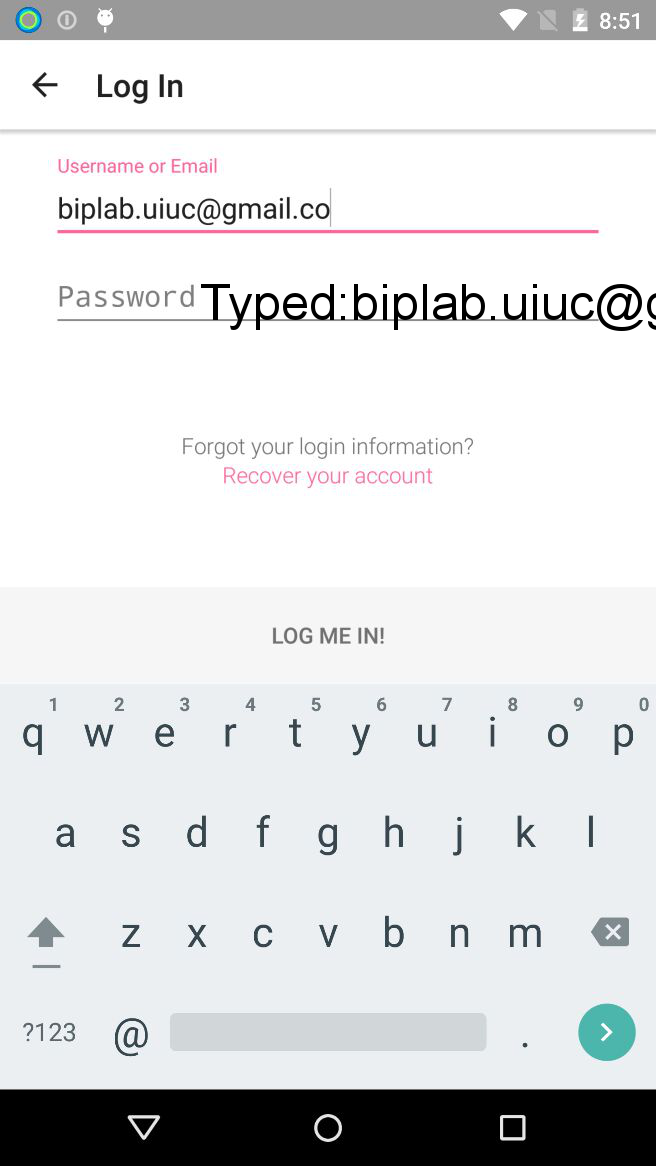 8:51
Log In
Username or Email
biplab.uiuc@gmail.co
Password
Typed:biplab.uiuc@g
Forgot your login information?
Recover your account
LOG ME IN!
1 2 3 4 5 6 7 8 9 0
q w e r t y u i o p
a s d f g h j k l
z x c v b n m
?123 @ .